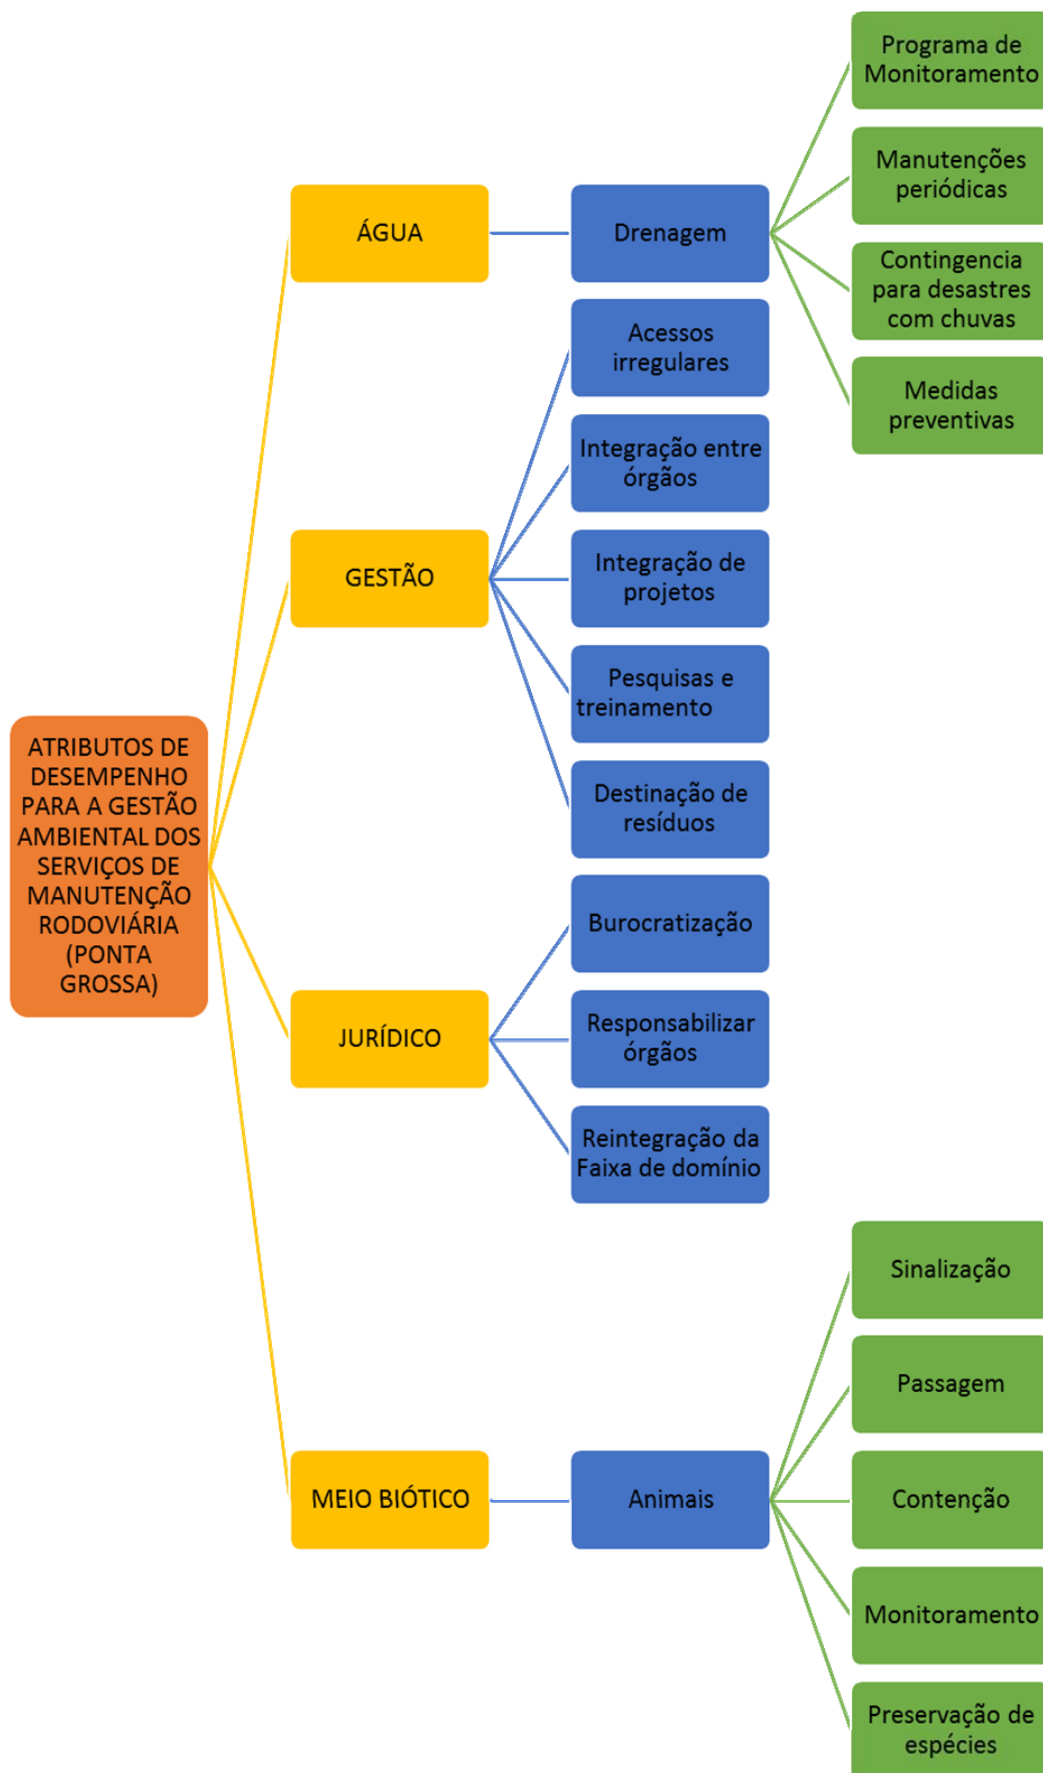 ATRIBUTOS DE
DESEMPENHO
PARA A GESTÃO
AMBIENTAL DOS
SERVIÇOS DE
MANUTENÇÃO
RODOVIÁRIA
(PONTA
GROSSA)
ÁGUA
Drenagem
Programa de
Monitoramento
Manutenções
periódicas
Contingencia
para desastres
com chuvas
Medidas
preventivas
GESTÃO
Acessos
irregulares
Integração entre
órgãos
Integração de
projetos
Pesquisas e
treinamento
Destinação de
resíduos
JURÍDICO
Burocratização
Responsabilizar
órgãos
Reintegração da
Faixa de domínio
MEIO BIÓTICO
Animais
Sinalização
Passagem
Contenção
Monitoramento
Preservação de
espécies